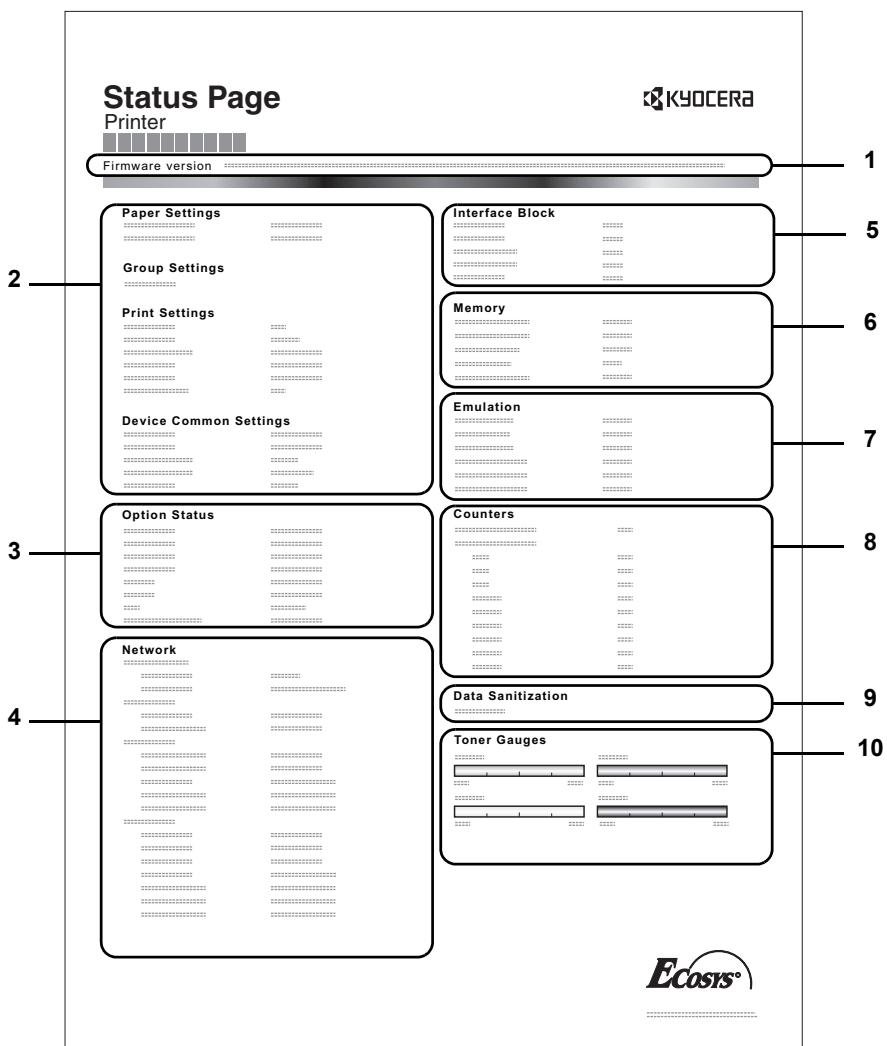 Status Page
KYOCERA
Printer
Firmware version
1
2
Paper Settings
Group Settings
Print Settings
Device Common Settings
3
Option Status
4
Network
Interface Block
5
Memory
6
Emulation
7
Counters
8
Data Sanitization
9
Toner Gauges
10
ECOSYS